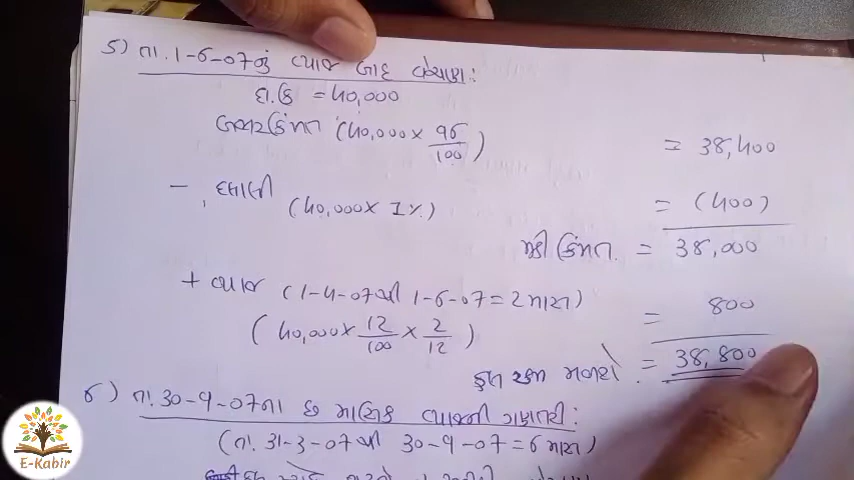 5) તા. 1-6-07નું વ્યાજ બાદ વેચાણ:
દા.કિં = 40,000
બજારકિંમત (40,000 × 96/100) = 38,400
- દલાલી (40,000 × 1%) = (400)
મૂડી કિંમત = 38,000
+ વ્યાજ (1-4-07થી 1-6-07 = 2 માસ) = 800
(40,000 × 12/100 × 2/12)
કુલ રકમ મળશે = 38,800
6) તા. 30-9-07ના છ માસિક વ્યાજની ગણતરી:
(તા. 31-3-07થી 30-9-07 = 6 માસ)
E-Kabir